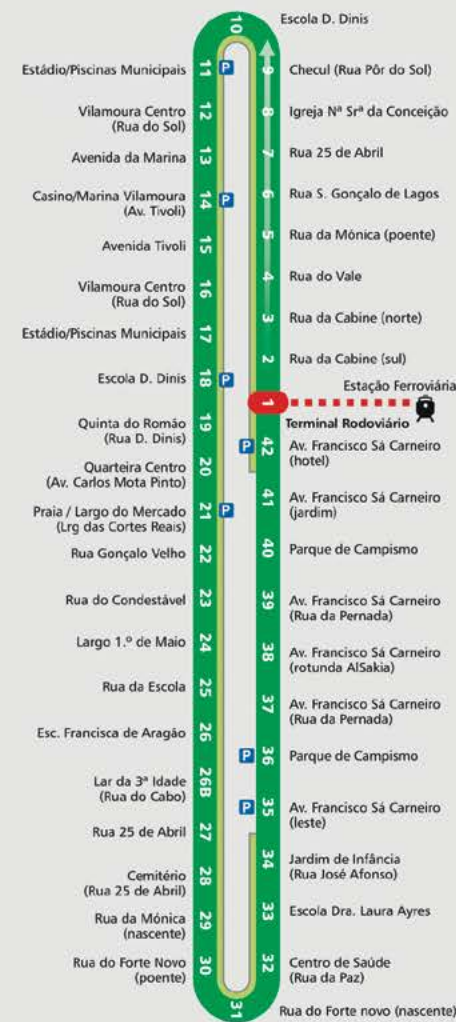 10
Escola D. Dinis
Estádio/Piscinas Municipais
11
P
9
Checul (Rua Pôr do Sol)
Vilamoura Centro
(Rua do Sol)
12
8
Igreja Nª Srª da Conceição
Avenida da Marina
13
7
Rua 25 de Abril
Casino/Marina Vilamoura
(Av. Tivoli)
14
P
6
Rua S. Gonçalo de Lagos
Avenida Tivoli
15
5
Rua da Mónica (poente)
Vilamoura Centro
(Rua do Sol)
16
4
Rua do Vale
Estádio/Piscinas Municipais
17
3
Rua da Cabine (norte)
Escola D. Dinis
18
P
2
Rua da Cabine (sul)
Estação Ferroviária
1
Terminal Rodoviário
Quinta do Romão
(Rua D. Dinis)
19
P
42
Av. Francisco Sá Carneiro
(hotel)
Quarteira Centro
(Av. Carlos Mota Pinto)
20
41
Av. Francisco Sá Carneiro
(jardim)
Praia / Largo do Mercado
(Lrg das Cortes Reais)
21
P
40
Parque de Campismo
Rua Gonçalo Velho
22
39
Av. Francisco Sá Carneiro
(Rua da Pernada)
Rua do Condestável
23
38
Av. Francisco Sá Carneiro
(rotunda AlSakia)
Largo 1.º de Maio
24
37
Av. Francisco Sá Carneiro
(Rua da Pernada)
Rua da Escola
25
P
36
Parque de Campismo
Esc. Francisca de Aragão
26
P
35
Av. Francisco Sá Carneiro
(leste)
Lar da 3ª Idade
(Rua do Cabo)
26B
34
Jardim de Infância
(Rua José Afonso)
Rua 25 de Abril
27
33
Escola Dra. Laura Ayres
Cemitério
(Rua 25 de Abril)
28
32
Centro de Saúde
(Rua da Paz)
Rua da Mónica
(nascente)
29
Rua do Forte Novo
(poente)
30
31
Rua do Forte novo (nascente)